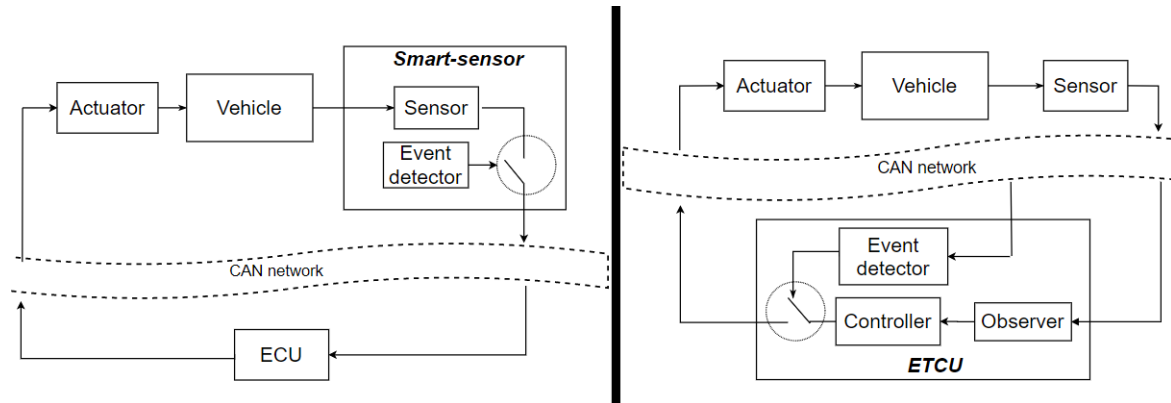 Smart-sensor
Actuator
Vehicle
Sensor
Event
detector
CAN network
ECU
Actuator
Vehicle
Sensor
CAN network
Event
detector
Controller
Observer
ETCU